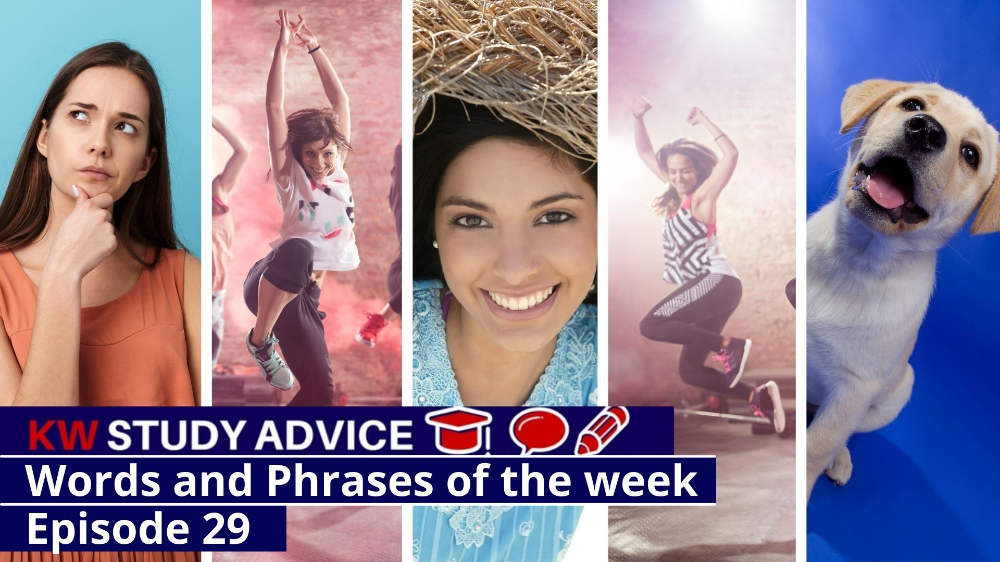 KW STUDY ADVICE
Words and Phrases of the week
Episode 29